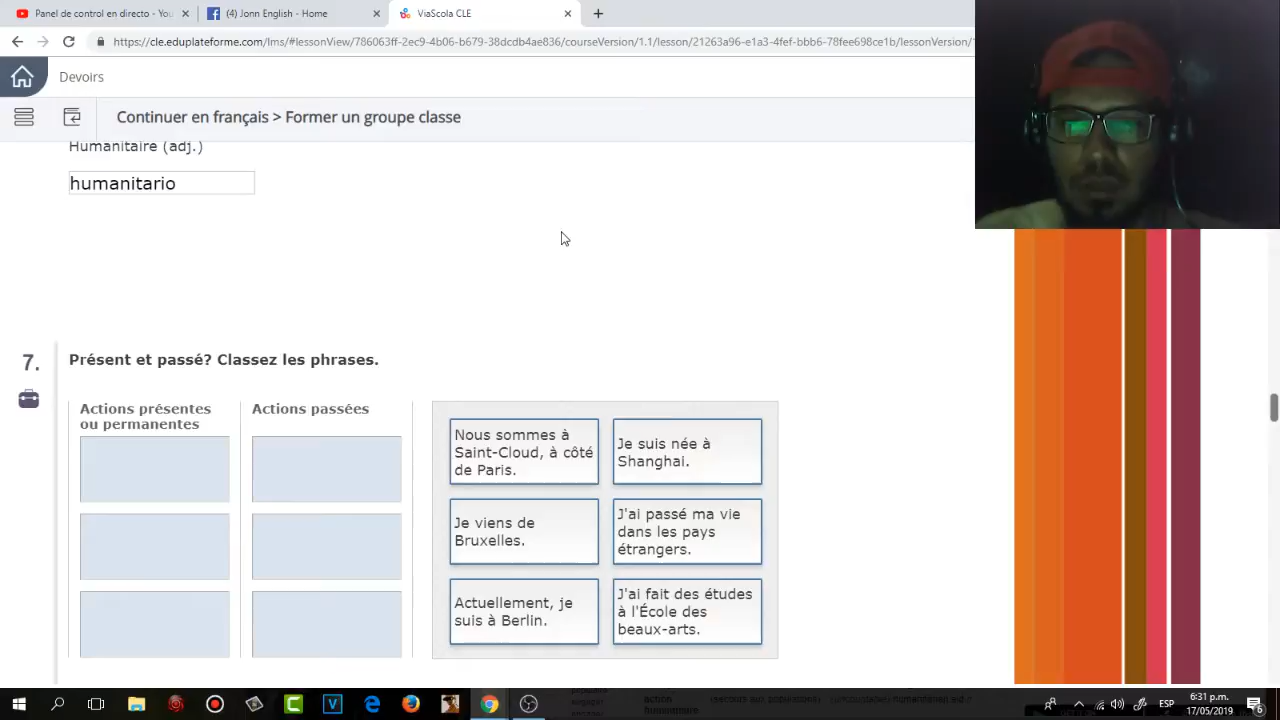 Panel de control en directo
(4) Jonn English - Home
ViaScola CLE
https://cle.eduplateforme.com/lms/#lessonView/786063ff-2ec9-4b06-b679-38dcdb4ae836/courseVersion/1.1/lesson/21263a96-e1a3-4fef-bbb6-78fee698ce1b/lessonVersion/
Devoirs
Continuer en français > Former un groupe classe
Humanitaire (adj.)
humanitario
7. Présent et passé? Classez les phrases.
Actions présentes
ou permanentes
Actions passées
Nous sommes à
Saint-Cloud, à côté
de Paris.
Je suis née à
Shanghai.
Je viens de
Bruxelles.
J'ai passé ma vie
dans les pays
étrangers.
Actuellement, je
suis à Berlin.
J'ai fait des études
à l'École des
beaux-arts.
ESP
6:31 p.m.
17/05/2019
6